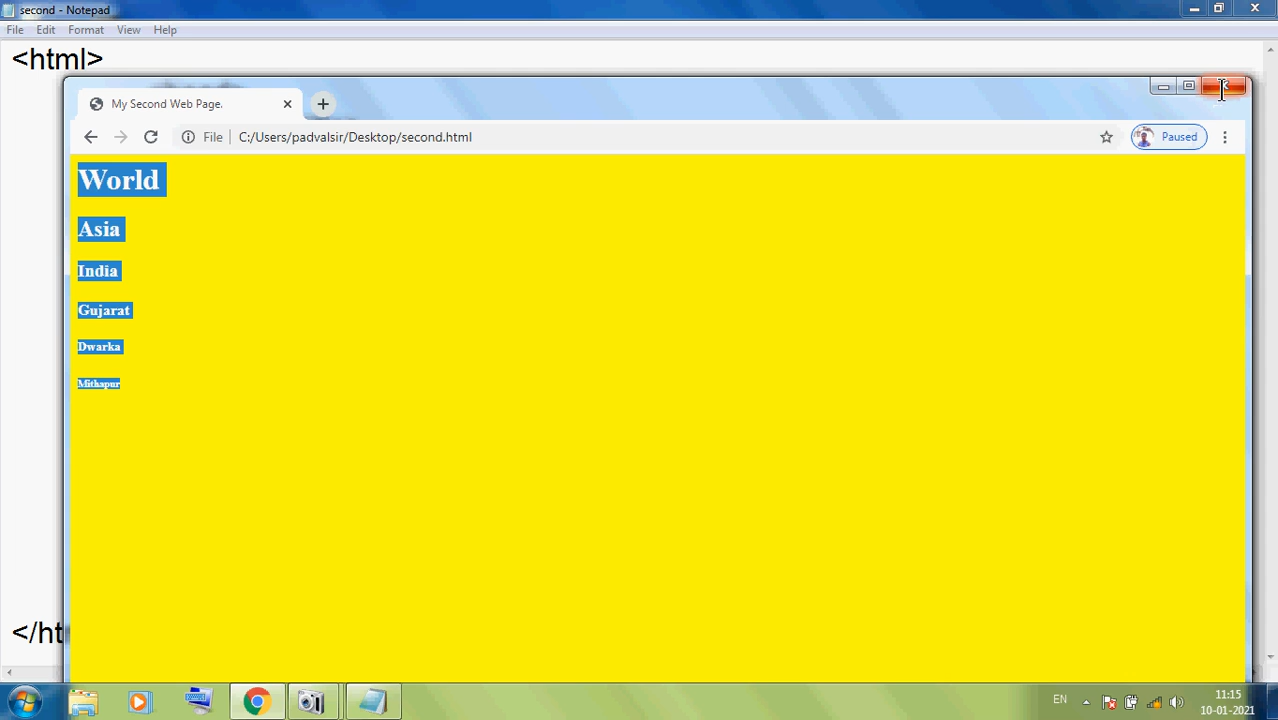 second - Notepad
File Edit Format View Help
<html>
My Second Web Page.
File C:/Users/padvalsir/Desktop/second.html Paused
World
Asia
India
Gujarat
Dwarka
Mithapur
</ht
EN 11:15
10-01-2021